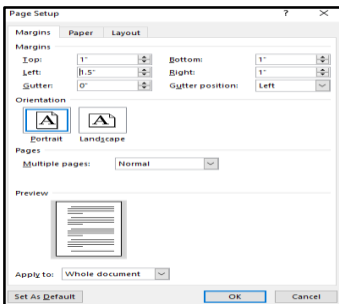 Page Setup ? ×
Margins Paper Layout
Margins
Top: 1" Bottom: 1"
Left: 1.5" Right: 1"
Gutter: 0" Gutter position: Left
Orientation
A A
Portrait Landscape
Pages
Multiple pages: Normal
Preview
Apply to: Whole document
Set As Default OK Cancel